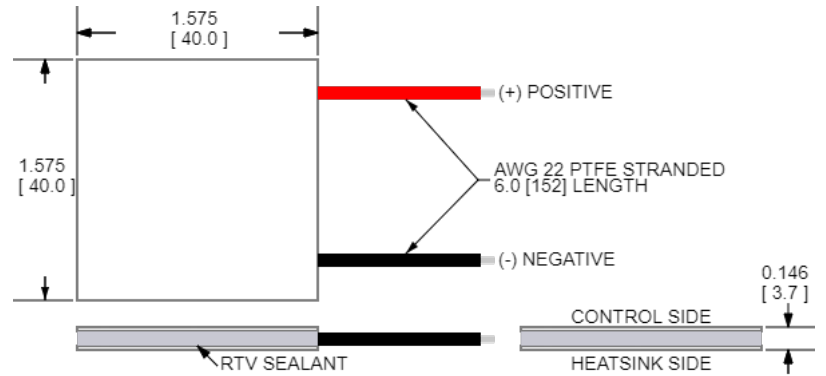 1.575
[ 40.0 ]
(+) POSITIVE
1.575
[ 40.0 ]
AWG 22 PTFE STRANDED
6.0 [152] LENGTH
(-) NEGATIVE
0.146
[ 3.7 ]
CONTROL SIDE
RTV SEALANT
HEATSINK SIDE